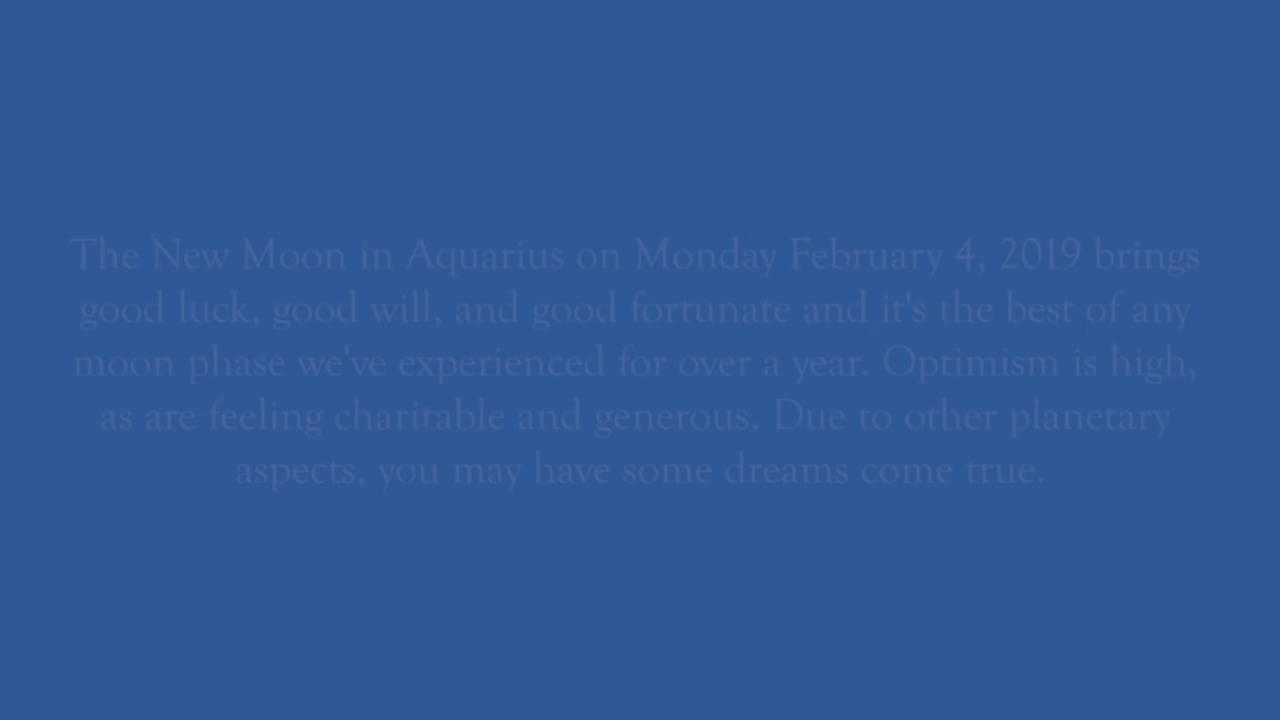 The New Moon in Aquarius on Monday February 4, 2019 brings
good luck, good will, and good fortunate and it's the best of any
moon phase we've experienced for over a year. Optimism is high,
as are feeling charitable and generous. Due to other planetary
aspects, you may have some dreams come true.